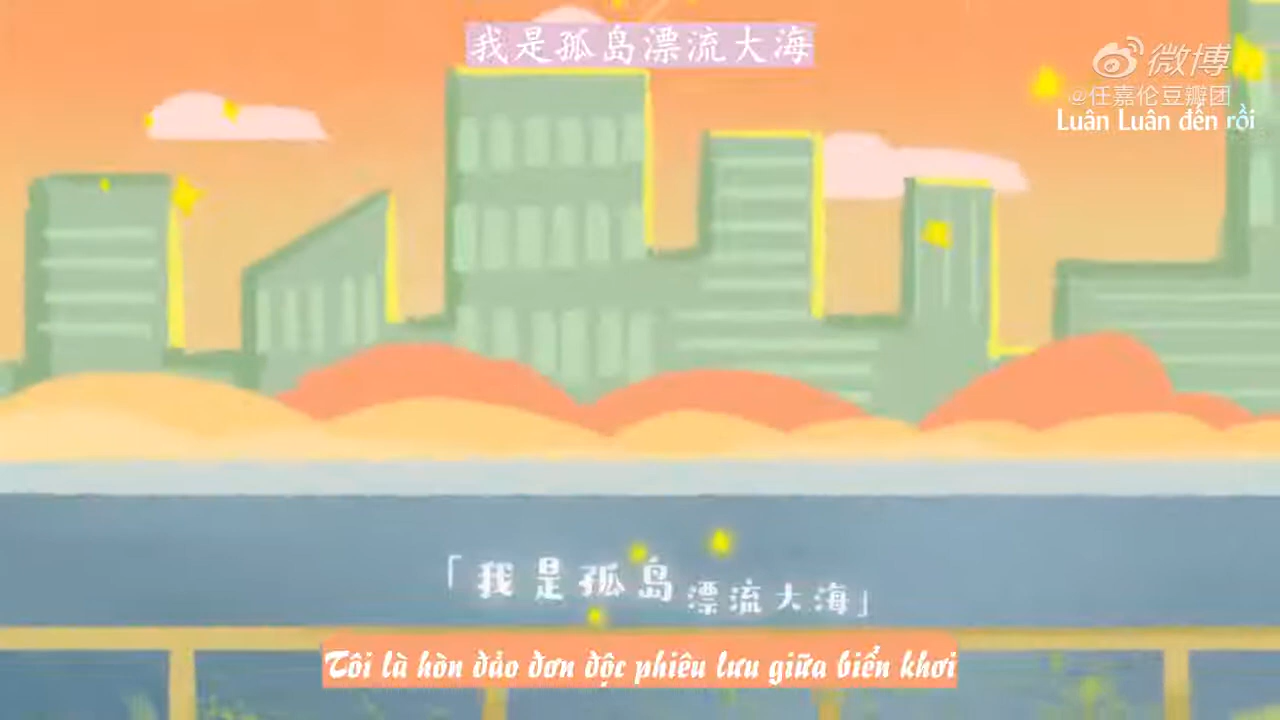 我是孤岛漂流大海
微博
@任嘉伦豆瓣团
Luân Luân đến rồi
「我是孤岛漂流大海」
Tôi là hòn đảo đơn độc phiêu lưu giữa biển khơi